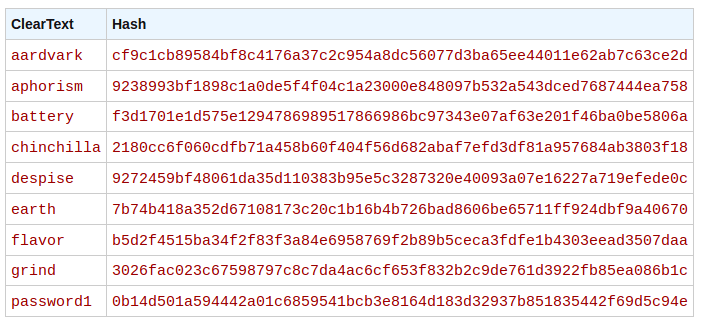 ClearText Hash
aardvark cf9c1cb89584bf8c4176a37c2c954a8dc56077d3ba65ee44011e62ab7c63ce2d
aphorism 9238993bf1898c1a0de5f4f04c1a23000e848097b532a543dced7687444ea758
battery f3d1701e1d575e1294786989517866986bc97343e07af63e201f46ba0be5806a
chinchilla 2180cc6f060cdfb71a458b60f404f56d682abaf7efd3df81a957684ab3803f18
despise 9272459bf48061da35d110383b95e5c3287320e40093a07e16227a719efede0c
earth 7b74b418a352d67108173c20c1b16b4b726bad8606be65711ff924dbf9a40670
flavor b5d2f4515ba34f2f83f3a84e6958769f2b89b5ceca3fdfe1b4303eead3507daa
grind 3026fac023c67598797c8c7da4ac6cf653f832b2c9de761d3922fb85ea086b1c
password1 0b14d501a594442a01c6859541bcb3e8164d183d32937b851835442f69d5c94e